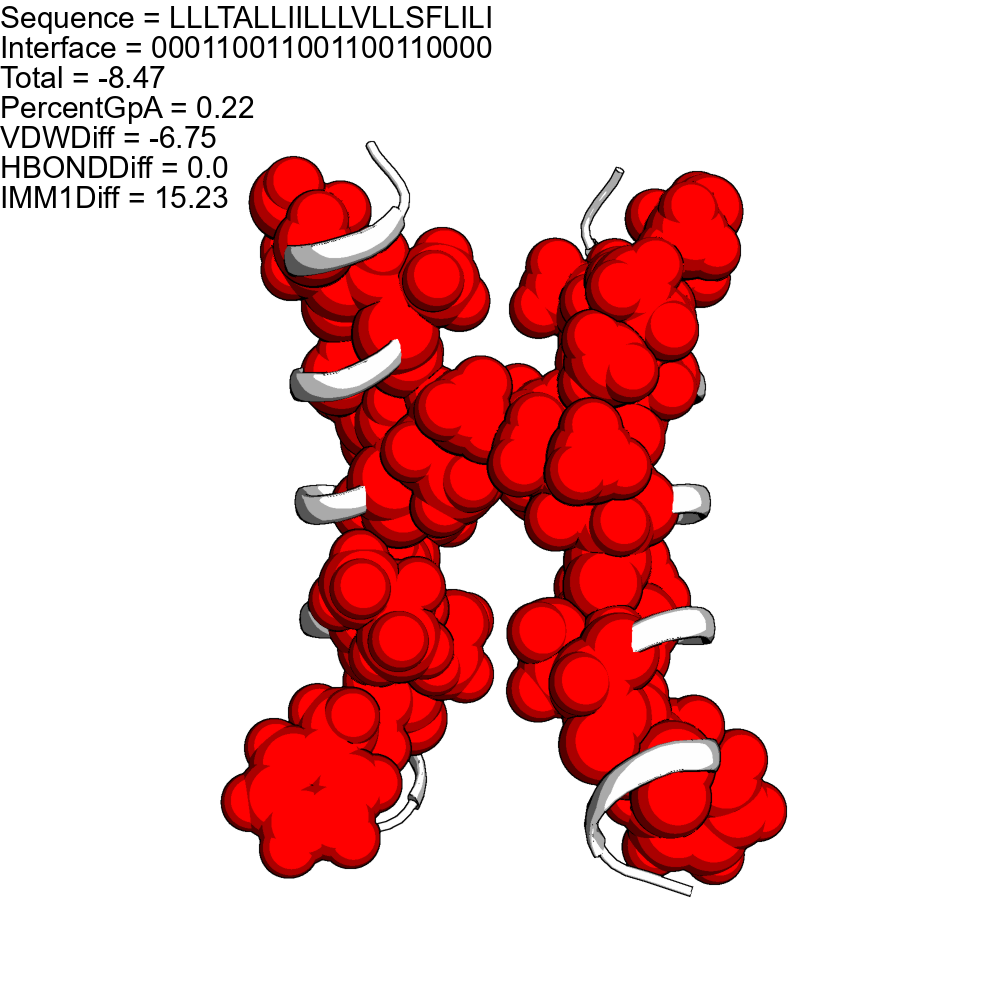 Sequence = LLLTALLIILLLVLLSFLILI
Interface = 000110011001100110000
Total = -8.47
PercentGpA = 0.22
VDWDiff = -6.75
HBONDDiff = 0.0
IMM1Diff = 15.23